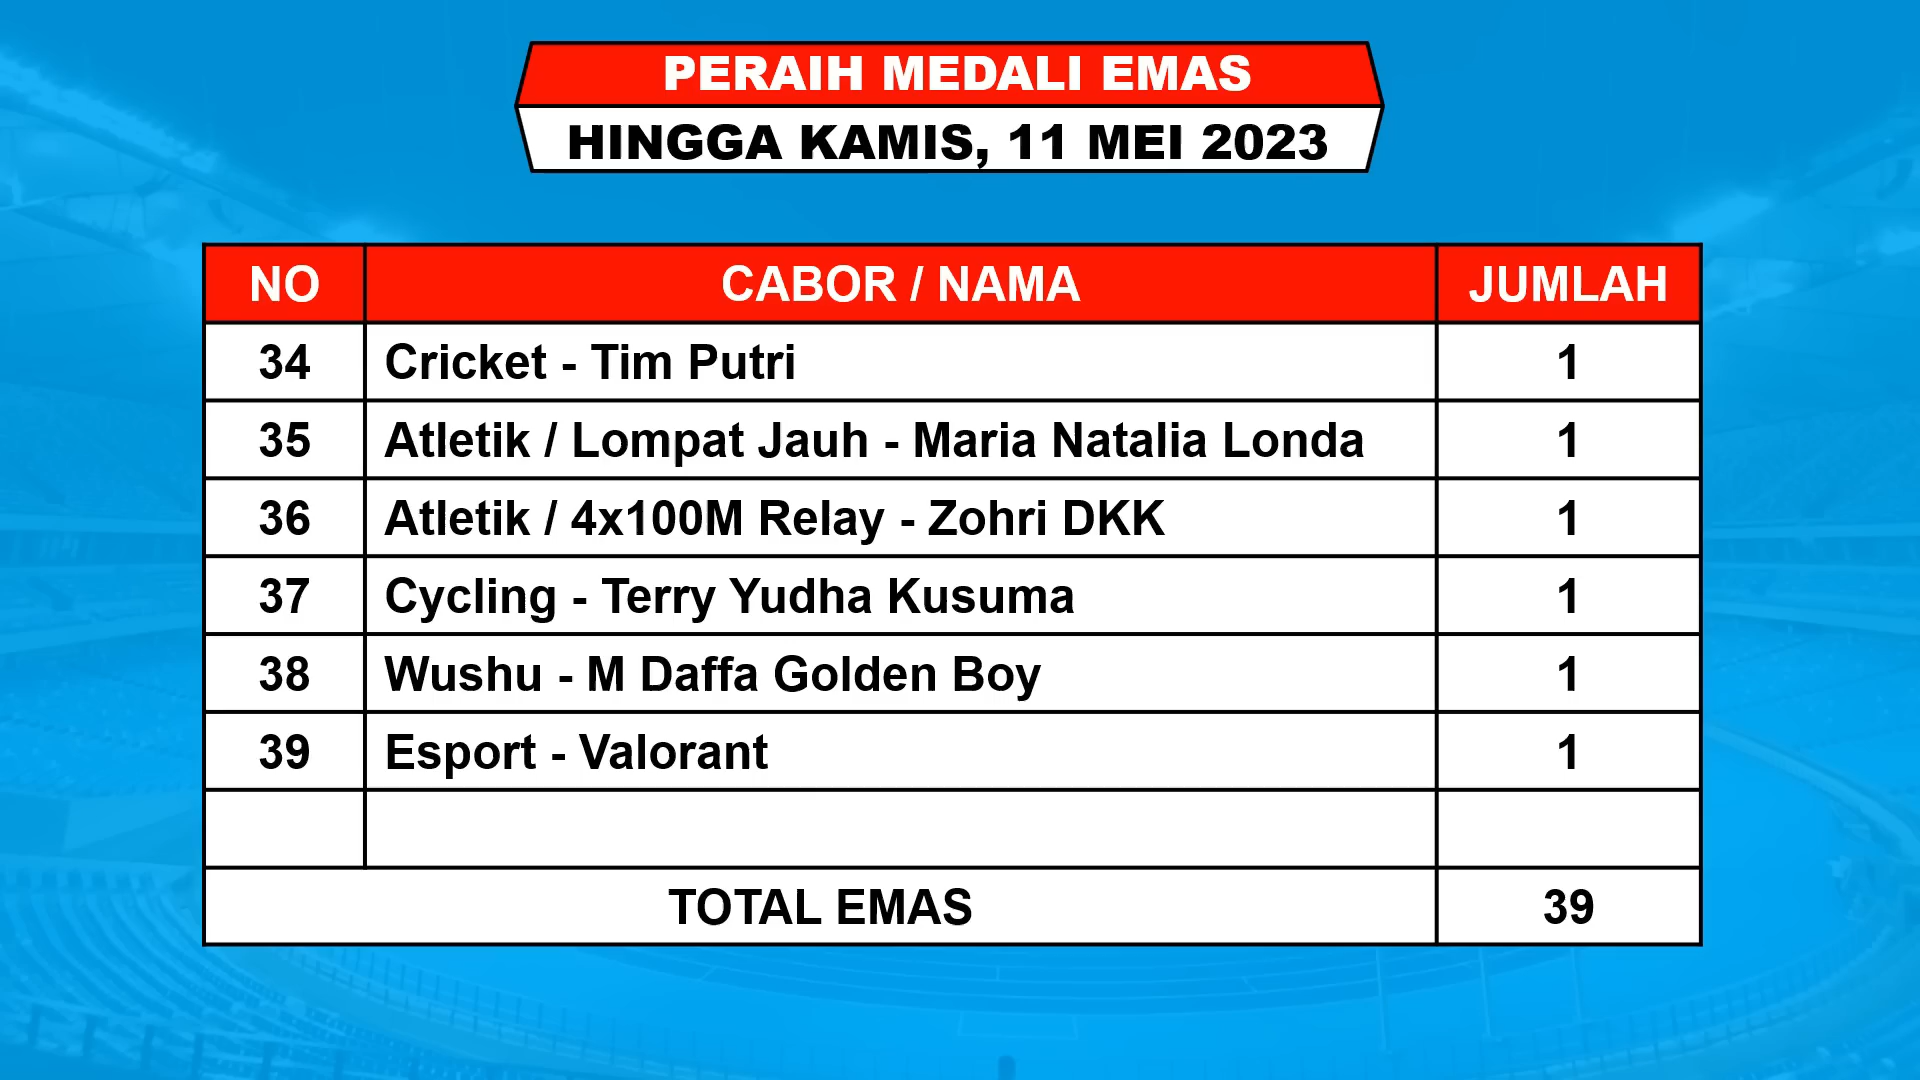 PERAIH MEDALI EMAS
HINGGA KAMIS, 11 MEI 2023
NO CABOR / NAMA JUMLAH
34 Cricket - Tim Putri 1
35 Atletik / Lompat Jauh - Maria Natalia Londa 1
36 Atletik / 4x100M Relay - Zohri DKK 1
37 Cycling - Terry Yudha Kusuma 1
38 Wushu - M Daffa Golden Boy 1
39 Esport - Valorant 1
TOTAL EMAS 39